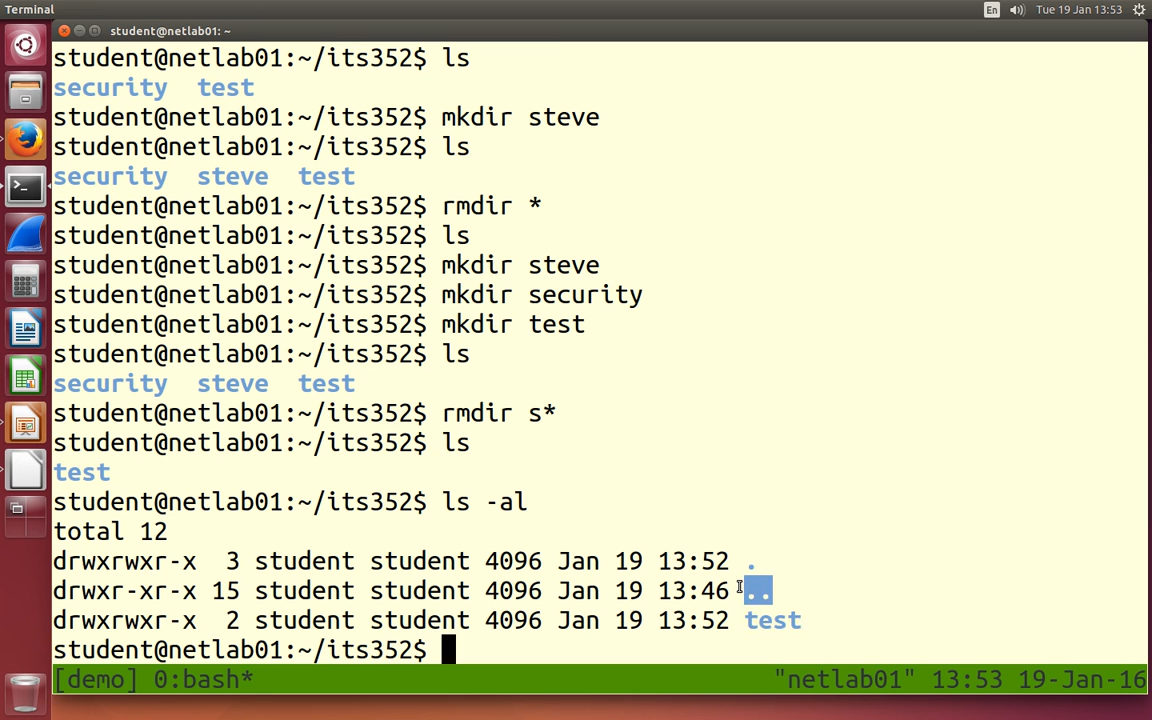 Terminal
En
Tue 19 Jan 13:53
student@netlab01: ~
student@netlab01:~/its352$ ls
security  test
student@netlab01:~/its352$ mkdir steve
student@netlab01:~/its352$ ls
security  steve  test
student@netlab01:~/its352$ rmdir *
student@netlab01:~/its352$ ls
student@netlab01:~/its352$ mkdir steve
student@netlab01:~/its352$ mkdir security
student@netlab01:~/its352$ mkdir test
student@netlab01:~/its352$ ls
security  steve  test
student@netlab01:~/its352$ rmdir s*
student@netlab01:~/its352$ ls
test
student@netlab01:~/its352$ ls -al
total 12
drwxrwxr-x  3 student student 4096 Jan 19 13:52 .
drwxr-xr-x 15 student student 4096 Jan 19 13:46 ..
drwxrwxr-x  2 student student 4096 Jan 19 13:52 test
student@netlab01:~/its352$
[demo] 0:bash* "netlab01" 13:53 19-Jan-16